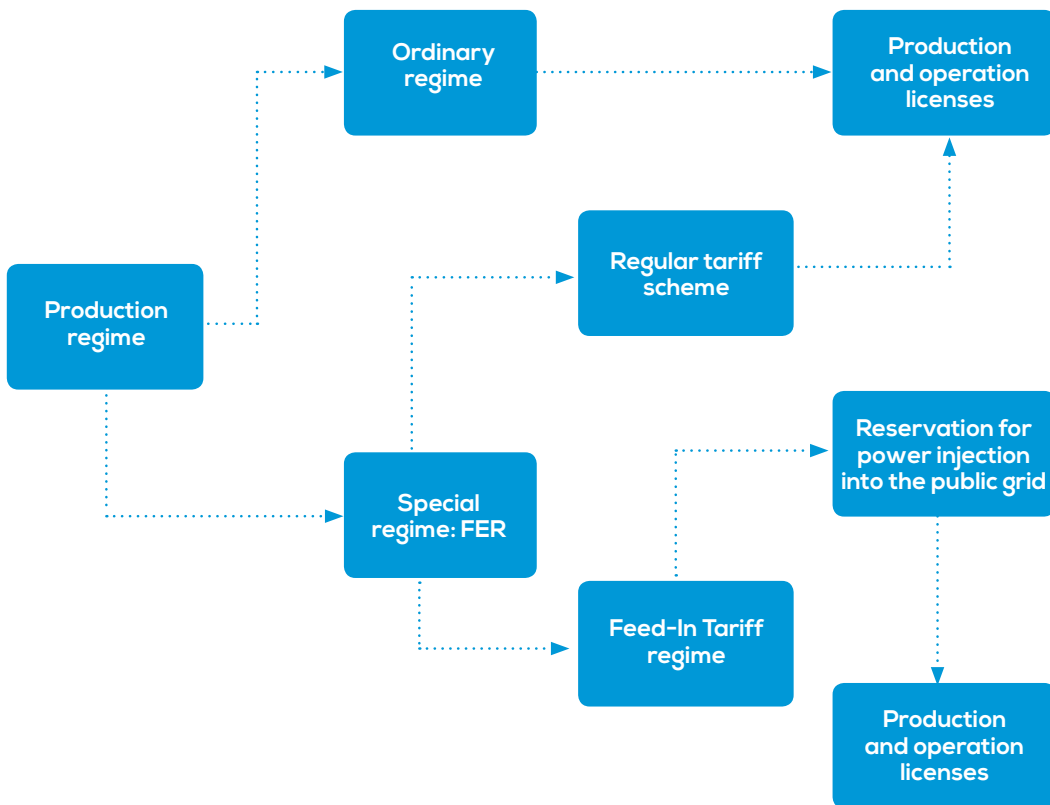 Ordinary
regime
Production
and operation
licenses
Regular tariff
scheme
Production
regime
Reservation for
power injection
into the public grid
Special
regime: FER
Feed-In Tariff
regime
Production
and operation
licenses